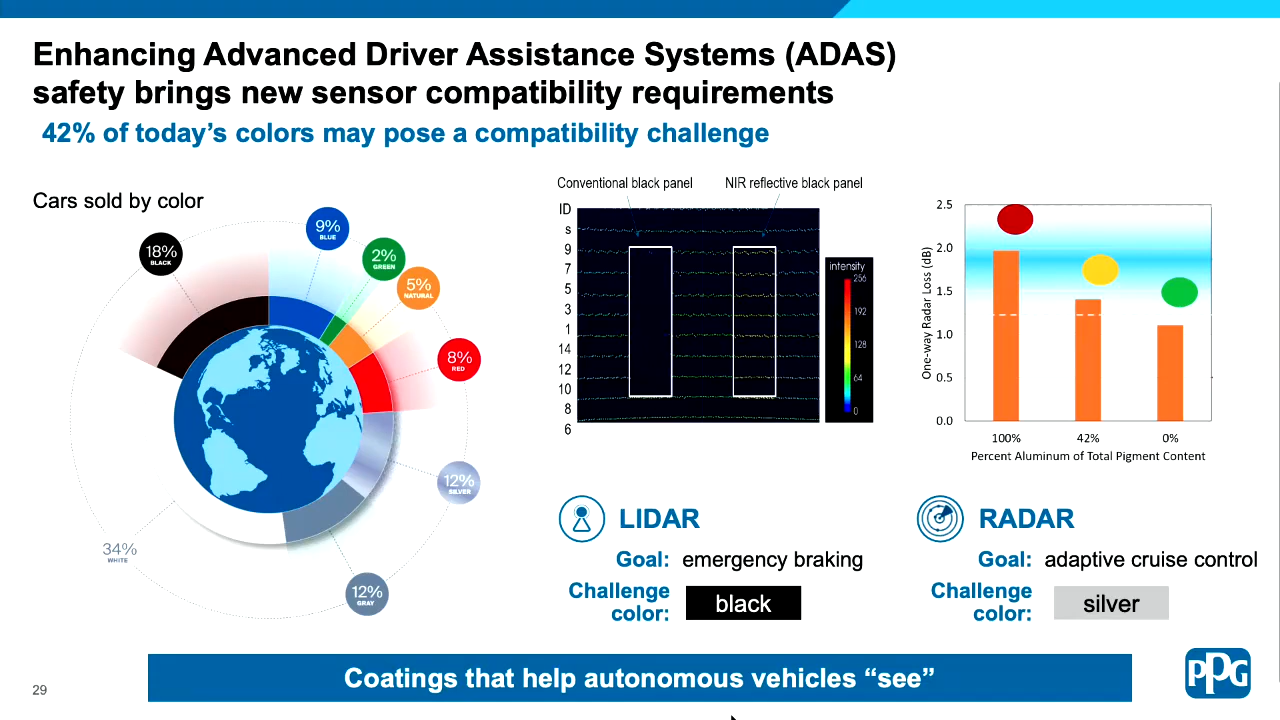 Enhancing Advanced Driver Assistance Systems (ADAS)
safety brings new sensor compatibility requirements
42% of today's colors may pose a compatibility challenge
Cars sold by color
18%
BLACK
9%
BLUE
2%
GREEN
5%
NATURAL
8%
RED
12%
SILVER
12%
GRAY
34%
WHITE
Conventional black panel
NIR reflective black panel
ID
s
9
7
5
3
1
14
12
10
8
6
intensity
256
192
128
64
0
One-way Radar Loss (dB)
2.5
2.0
1.5
1.0
0.5
0.0
100%
42%
0%
Percent Aluminum of Total Pigment Content
LIDAR
Goal: emergency braking
Challenge
color: black
RADAR
Goal: adaptive cruise control
Challenge
color: silver
Coatings that help autonomous vehicles “see”
29
PPG